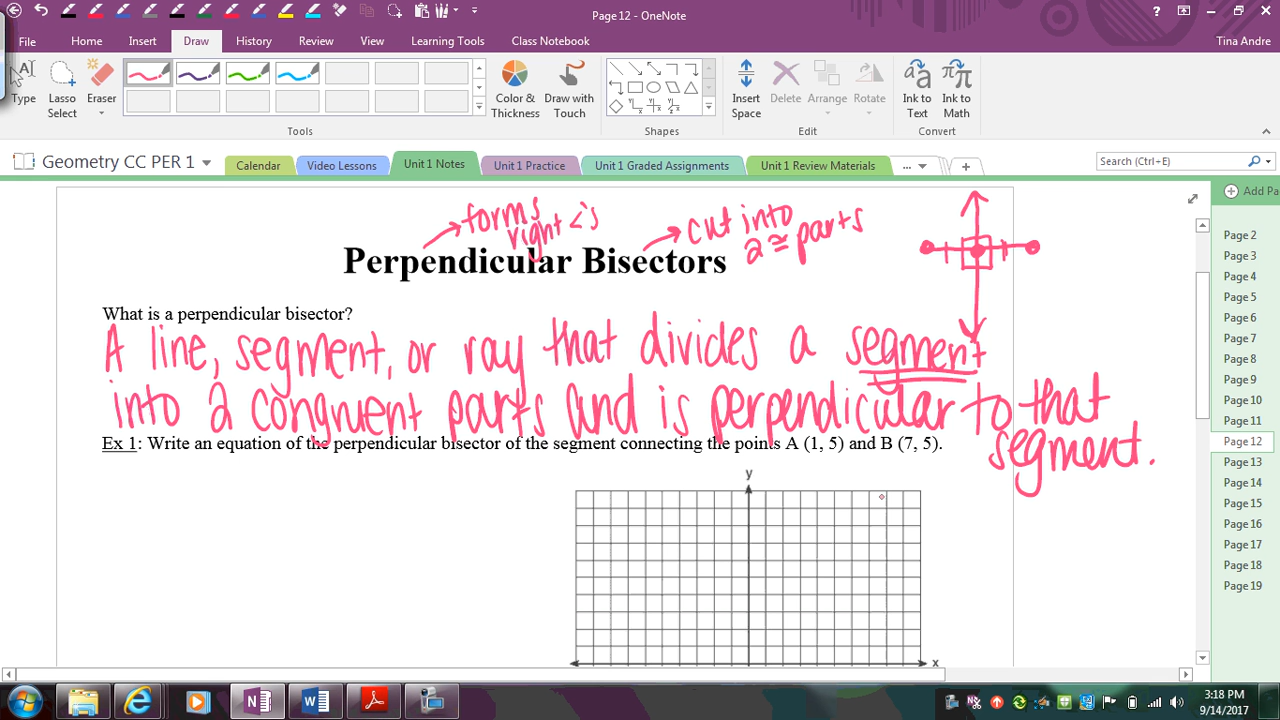 Page 12 - OneNote
?
Tina Andre
File Home Insert Draw History Review View Learning Tools Class Notebook
Type
Lasso Select
Eraser
Color & Thickness
Draw with Touch
Insert Space
Delete
Arrange
Rotate
Ink to Text
Ink to Math
Tools Shapes Edit Convert
Geometry CC PER 1
Calendar Video Lessons Unit 1 Notes Unit 1 Practice Unit 1 Graded Assignments Unit 1 Review Materials ... +
Search (Ctrl+E)
Add Pa
forms right <'s
cut into 2 ≅ parts
Perpendicular Bisectors
What is a perpendicular bisector?
A line, segment, or ray that divides a segment
into 2 congruent parts and is perpendicular to that
segment.
Ex 1: Write an equation of the perpendicular bisector of the segment connecting the points A (1, 5) and B (7, 5).
y
x
Page 2
Page 3
Page 4
Page 5
Page 6
Page 7
Page 8
Page 9
Page 10
Page 11
Page 12
Page 13
Page 14
Page 15
Page 16
Page 17
Page 18
Page 19
3:18 PM
9/14/2017